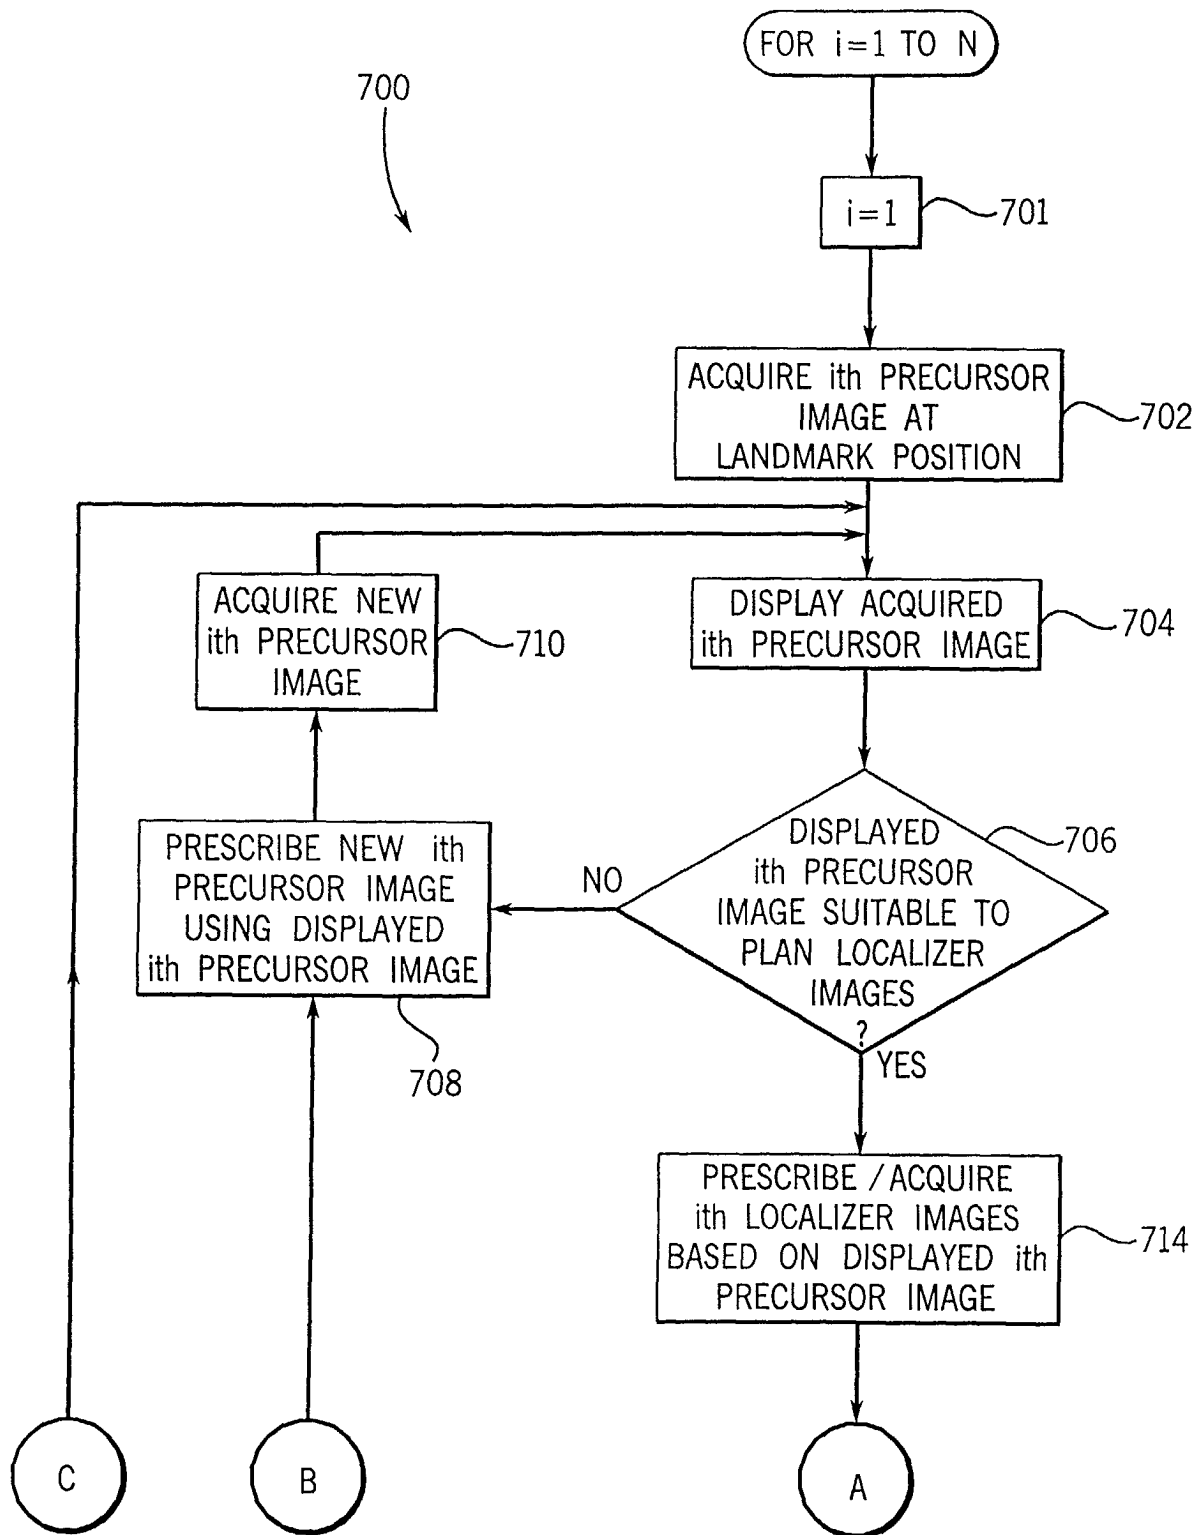 FOR i=1 TO N
700
i=1
701
ACQUIRE ith PRECURSOR
IMAGE AT
LANDMARK POSITION
702
ACQUIRE NEW
ith PRECURSOR
IMAGE
710
DISPLAY ACQUIRED
ith PRECURSOR IMAGE
704
PRESCRIBE NEW ith
PRECURSOR IMAGE
USING DISPLAYED
ith PRECURSOR IMAGE
708
NO
DISPLAYED
ith PRECURSOR
IMAGE SUITABLE TO
PLAN LOCALIZER
IMAGES
?
706
YES
PRESCRIBE / ACQUIRE
ith LOCALIZER IMAGES
BASED ON DISPLAYED ith
PRECURSOR IMAGE
714
C
B
A